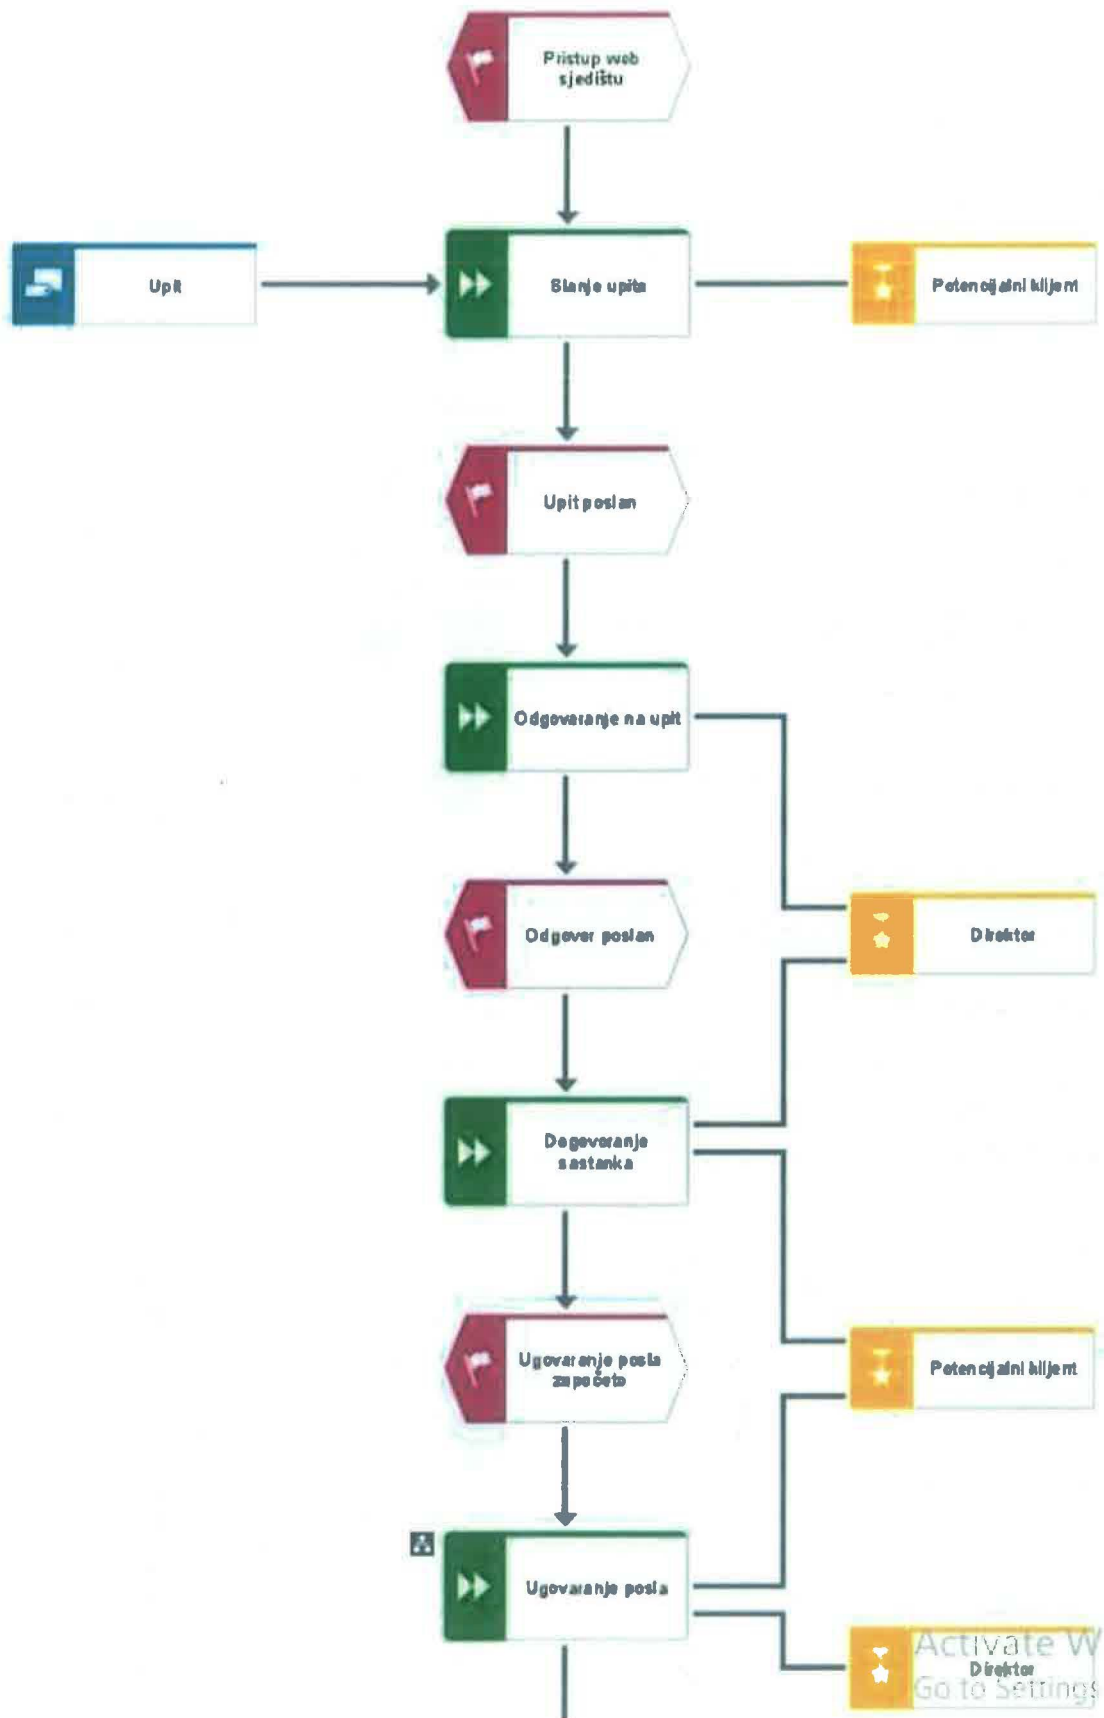 Pristup web
sjedištu
Upit
Slanje upita
Potencijalni klijent
Upit poslan
Odgovaranje na upit
Odgovor poslan
Direktor
Dogovaranje
sastanka
Ugovaranje posla
započeto
Potencijalni klijent
Ugovaranje posla
Activate W
Direktor
Go to Settings